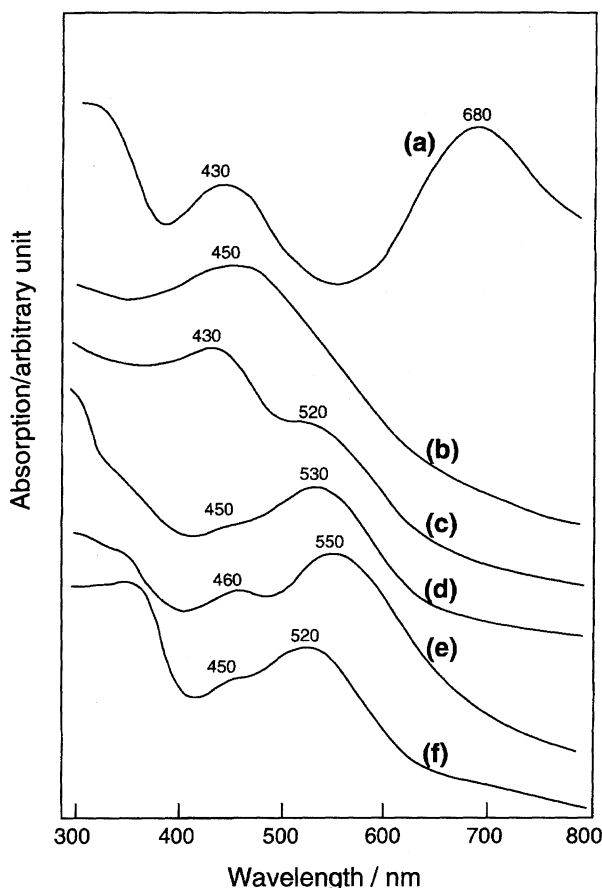 680
(a)
430
450
430
520
(b)
(c)
450
530
(d)
460
550
(e)
450
520
(f)
Absorption/arbitrary unit
300 400 500 600 700 800
Wavelength / nm